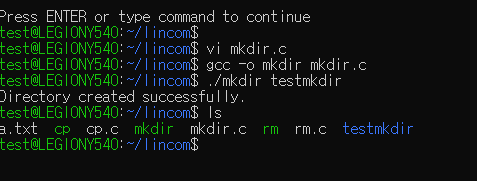 Press ENTER or type command to continue
test@LEGIONY540:~/lincom$
test@LEGIONY540:~/lincom$ vi mkdir.c
test@LEGIONY540:~/lincom$ gcc -o mkdir mkdir.c
test@LEGIONY540:~/lincom$ ./mkdir testmkdir
Directory created successfully.
test@LEGIONY540:~/lincom$ ls
a.txt cp cp.c mkdir mkdir.c rm rm.c testmkdir
test@LEGIONY540:~/lincom$